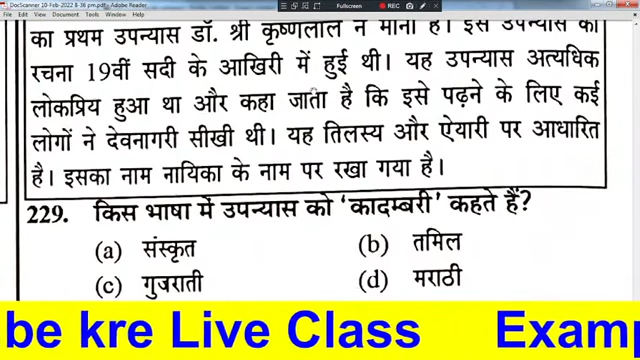 DocScanner 10-Feb-2022 8-36 pm.pdf - Adobe Reader
Fullscreen
REC
File Edit View Document Tools Window Help
का प्रथम उपन्यास डॉ. श्री कृष्णलाल ने माना है। इस उपन्यास की
रचना 19वीं सदी के आखिरी में हुई थी। यह उपन्यास अत्यधिक
लोकप्रिय हुआ था और कहा जाता है कि इसे पढ़ने के लिए कई
लोगों ने देवनागरी सीखी थी। यह तिलस्य और ऐयारी पर आधारित
है। इसका नाम नायिका के नाम पर रखा गया है।
229. किस भाषा में उपन्यास को ‘कादम्बरी’ कहते हैं?
(a) संस्कृत (b) तमिल
(c) गुजराती (d) मराठी
be kre Live Class Exam